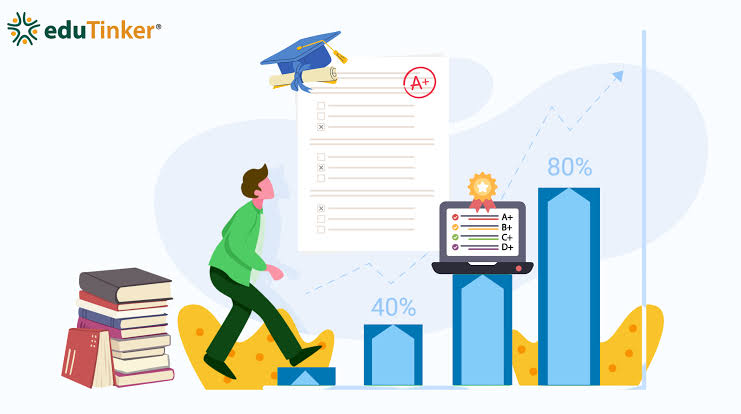 eduTinker®
A+
80%
A+
B+
C+
D+
40%